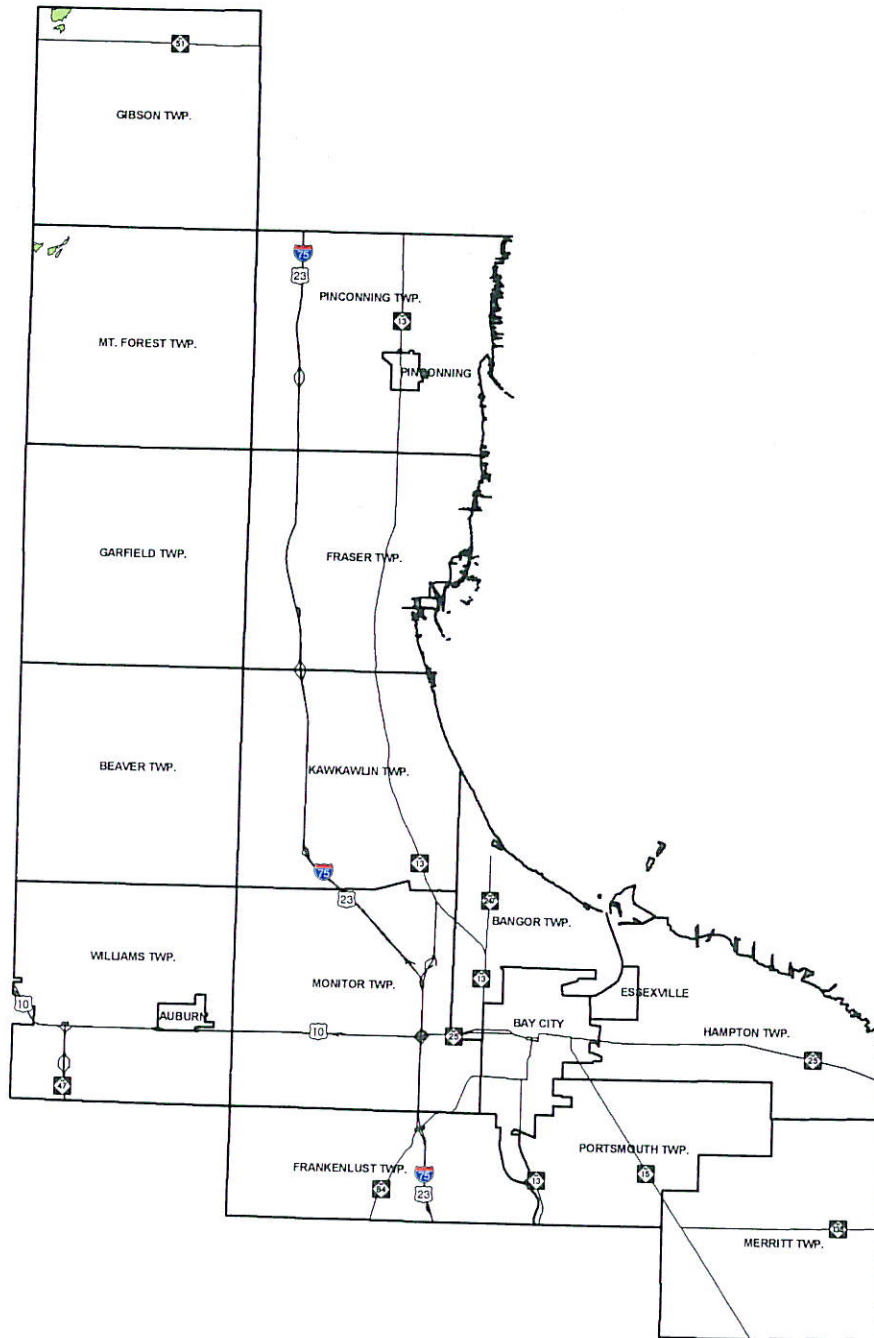 51
GIBSON TWP.
75
23
PINCONNING TWP.
13
MT. FOREST TWP.
PINCONNING
GARFIELD TWP.
FRASER TWP.
BEAVER TWP.
KAWKAWLIN TWP.
13
75
23
247
BANGOR TWP.
WILLIAMS TWP.
MONITOR TWP.
13
ESSEXVILLE
10
AUBURN
10
25
BAY CITY
HAMPTON TWP.
25
47
PORTSMOUTH TWP.
FRANKENLUST TWP.
75
15
84
23
13
138
MERRITT TWP.